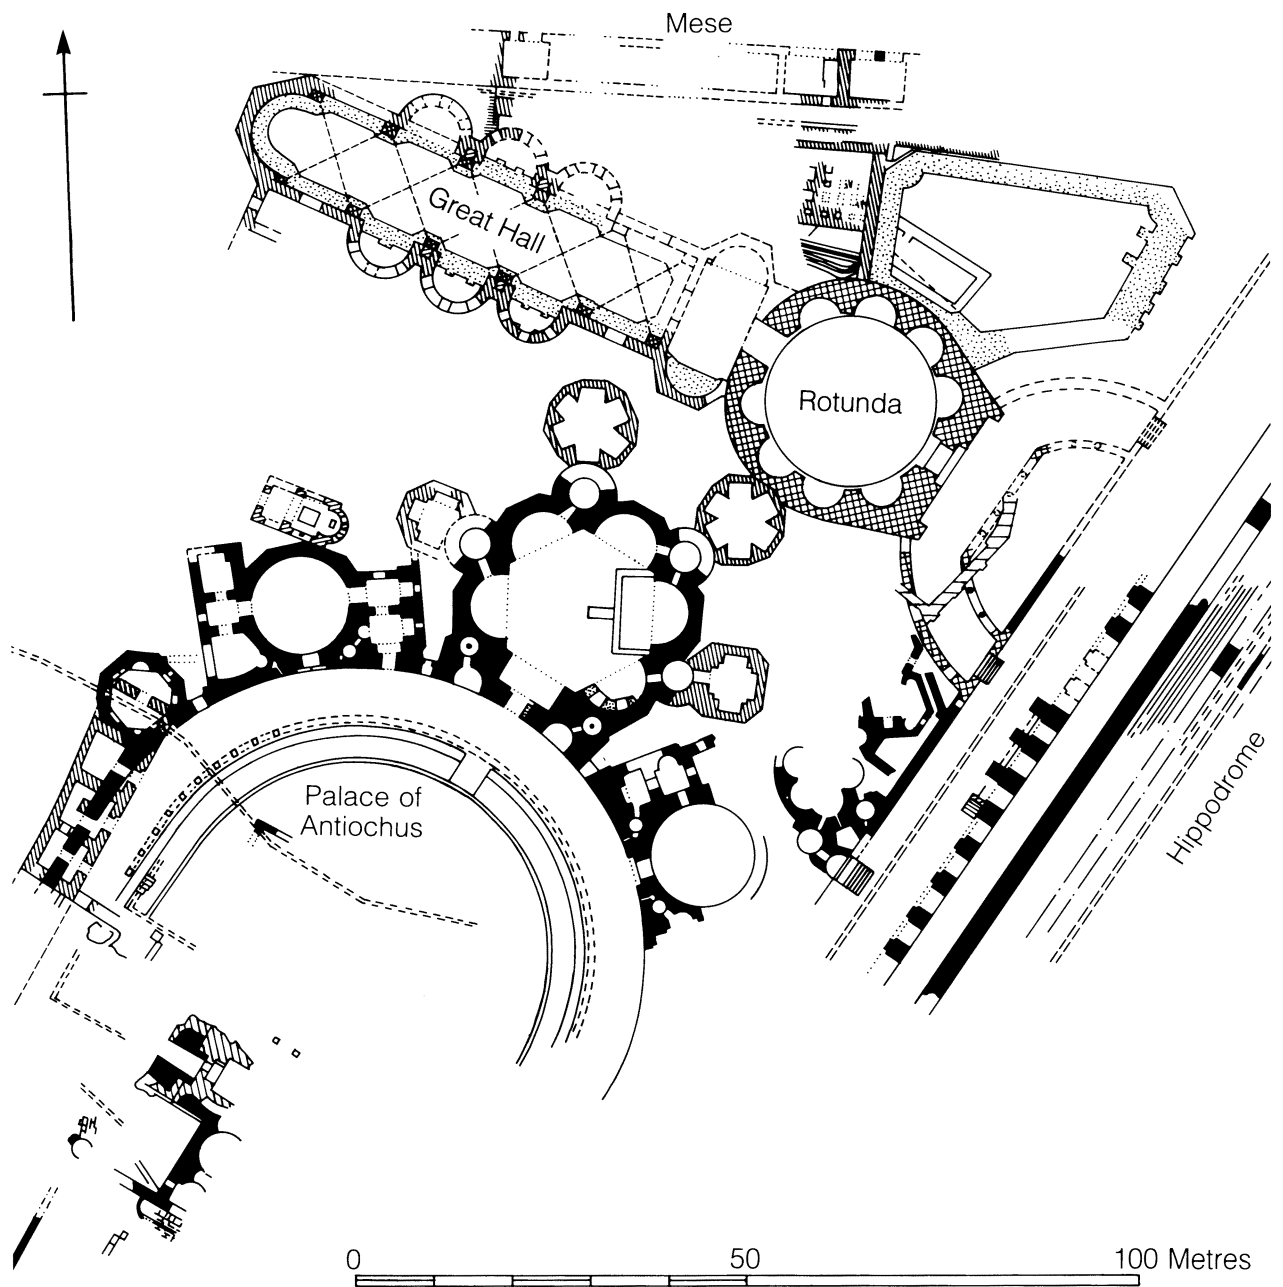 Mese
Great Hall
Rotunda
Palace of
Antiochus
Hippodrome
0
50
100 Metres